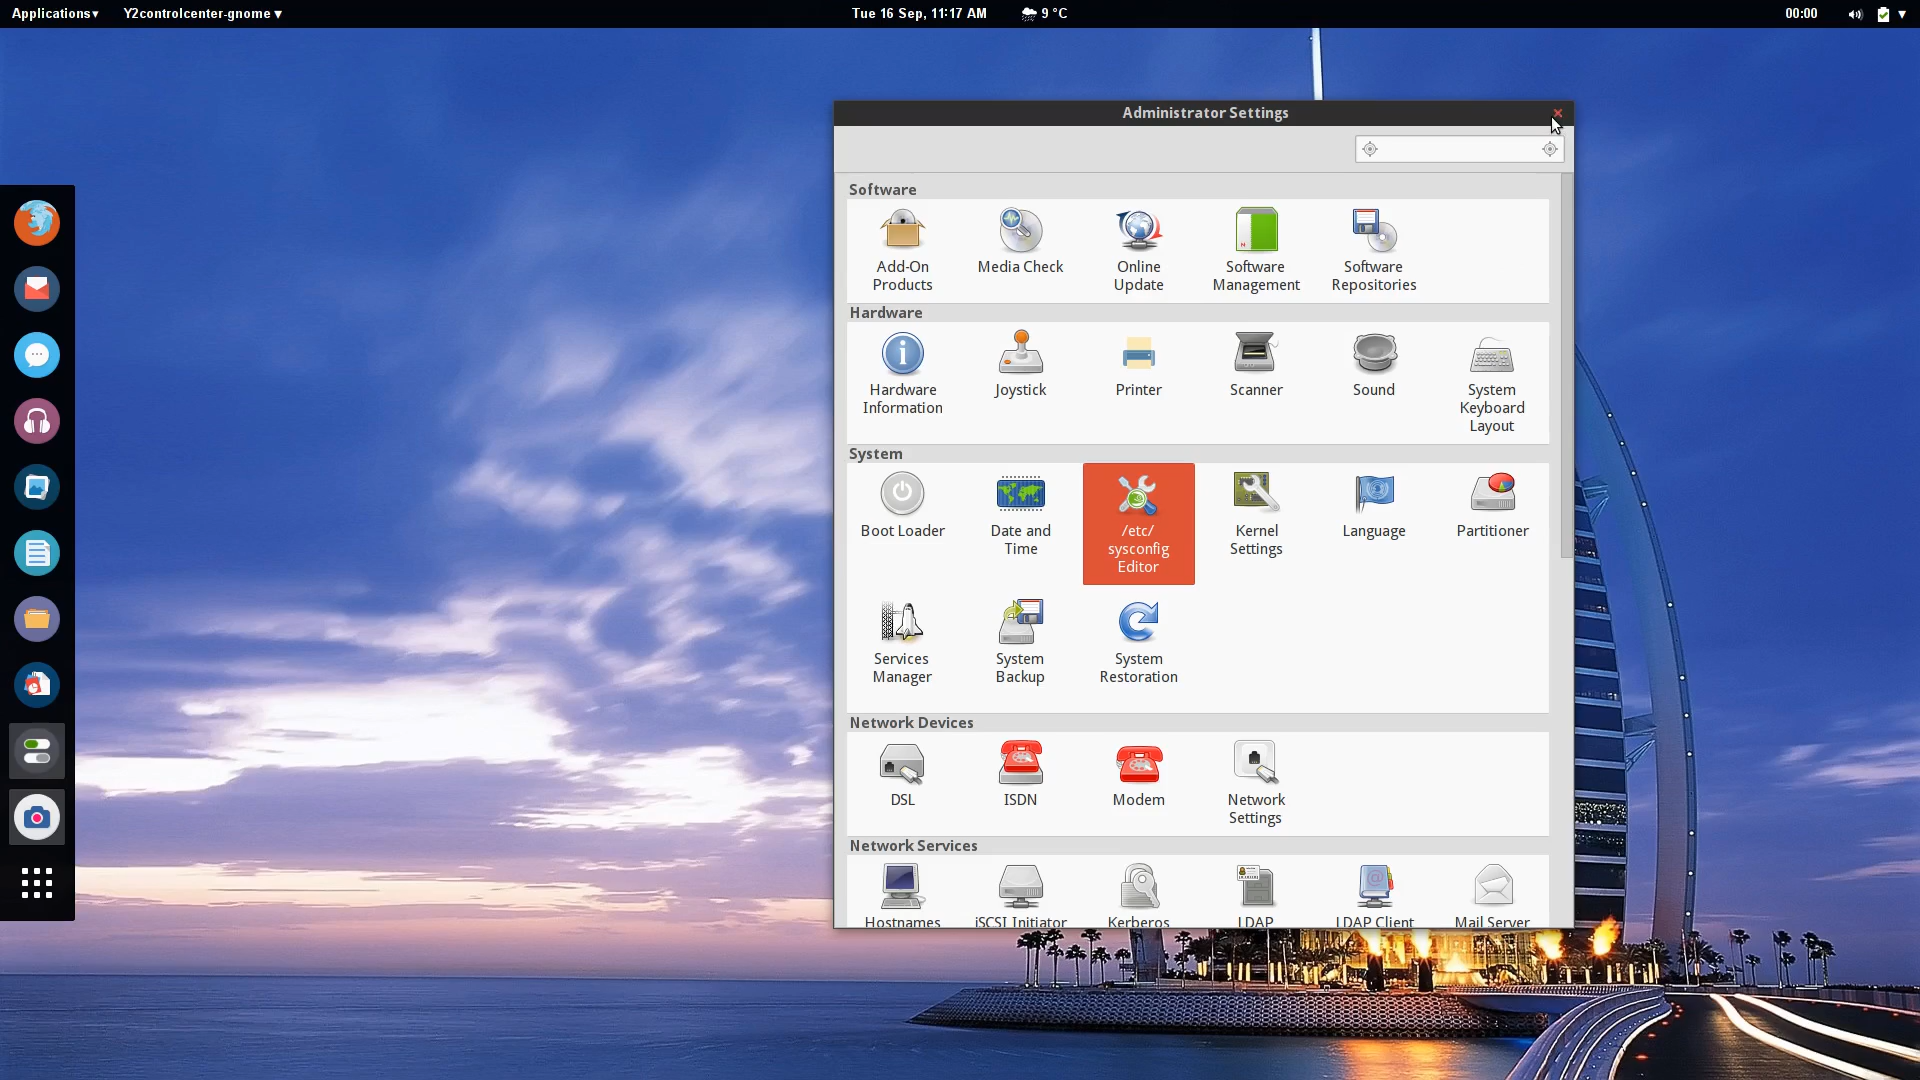 Applications▾ Y2controlcenter-gnome ▾ Tue 16 Sep, 11:17 AM 9 °C 00:00
Administrator Settings
Software
Add-On Products
Media Check
Online Update
Software Management
Software Repositories
Hardware
Hardware Information
Joystick
Printer
Scanner
Sound
System Keyboard Layout
System
Boot Loader
Date and Time
/etc/sysconfig Editor
Kernel Settings
Language
Partitioner
Services Manager
System Backup
System Restoration
Network Devices
DSL
ISDN
Modem
Network Settings
Network Services
Hostnames
iSCSI Initiator
Kerberos
LDAP
LDAP Client
Mail Server